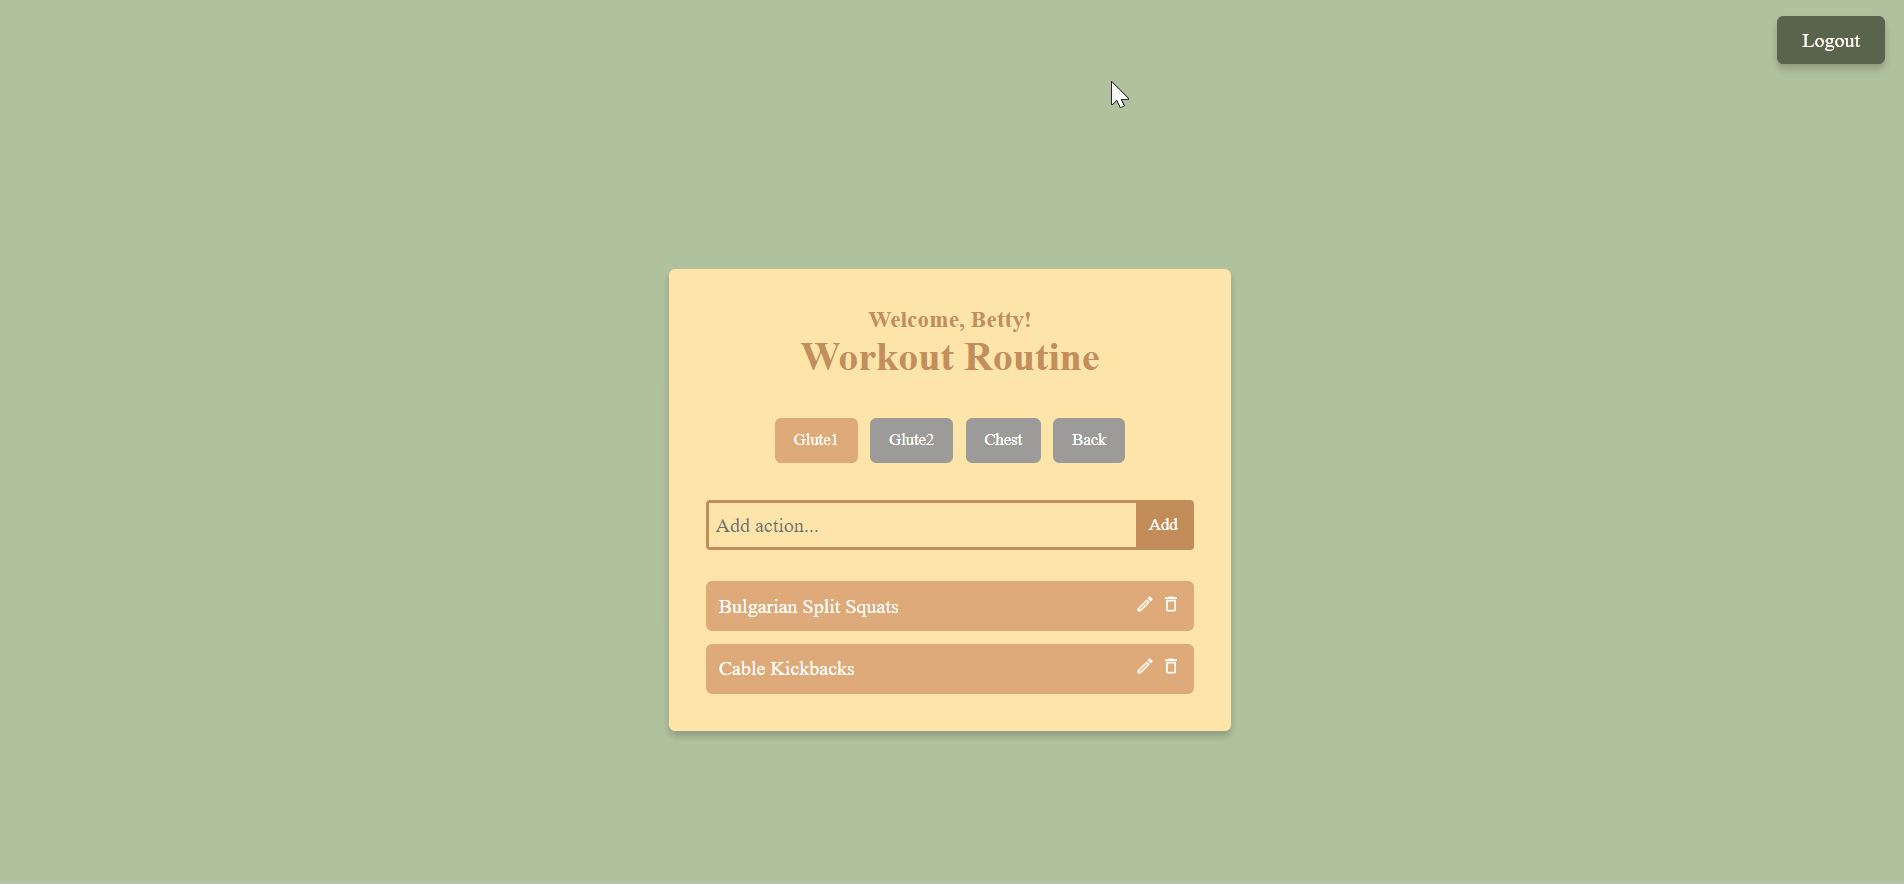 Logout
Welcome, Betty!
Workout Routine
Glute1 Glute2 Chest Back
Add action... Add
Bulgarian Split Squats
Cable Kickbacks